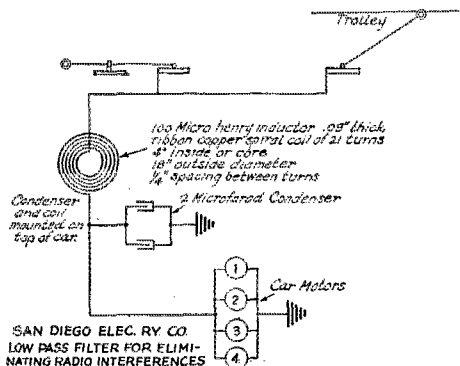 Trolley
100 Micro henry inductor .09" thick
ribbon copper spiral coil of 21 turns
4" inside or core
18" outside diameter
1/4" spacing between turns
Condenser
and coil
mounted on
top of car.
2 Microfarad Condenser
1
2
3
4
Car Motors
SAN DIEGO ELEC. RY. CO.
LOW PASS FILTER FOR ELIMI-
NATING RADIO INTERFERENCES